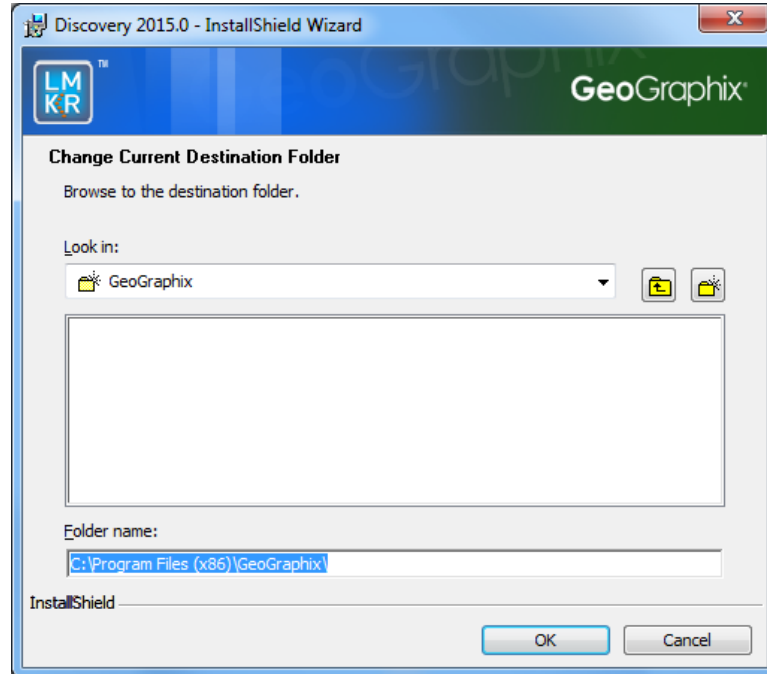 Discovery 2015.0 - InstallShield Wizard
LM
KR
TM
GeoGraphix
GeoGraphix
Change Current Destination Folder
Browse to the destination folder.
Look in:
GeoGraphix
Folder name:
C:\Program Files (x86)\GeoGraphix\
InstallShield
OK Cancel